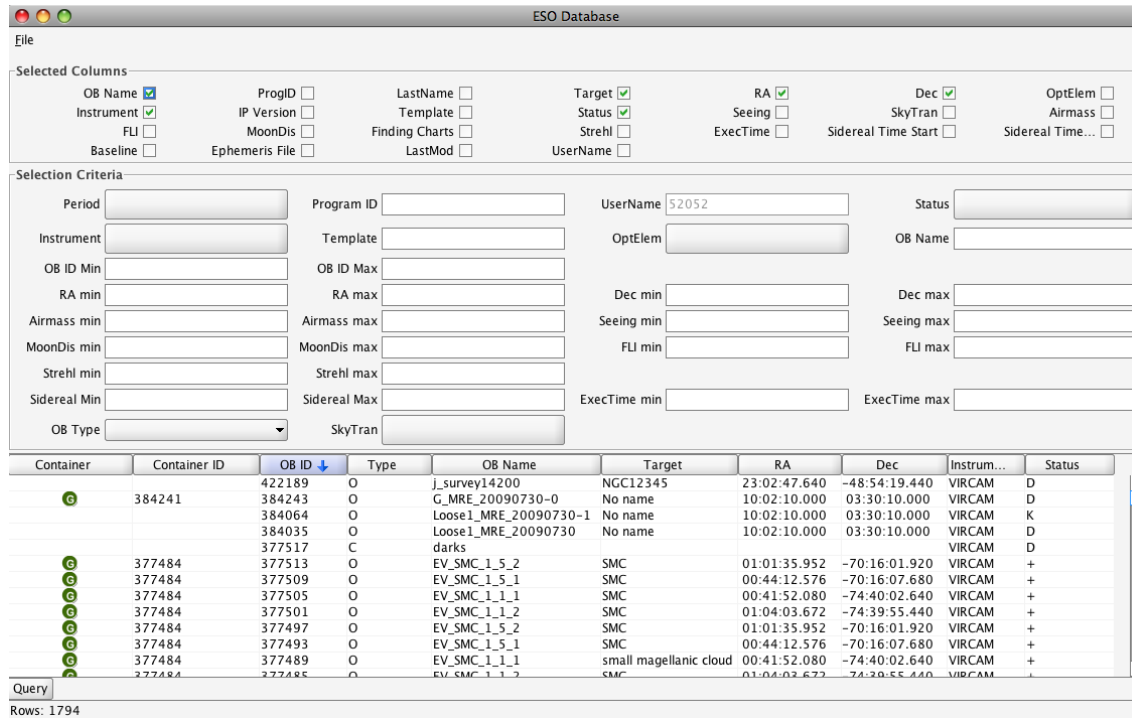 ESO Database
File
Selected Columns
OB Name ProgID LastName Target RA Dec OptElem
Instrument IP Version Template Status Seeing SkyTran Airmass
FLI MoonDis Finding Charts Strehl ExecTime Sidereal Time Start Sidereal Time...
Baseline Ephemeris File LastMod UserName
Selection Criteria
Period Program ID UserName 52052 Status
Instrument Template OptElem OB Name
OB ID Min OB ID Max
RA min RA max Dec min Dec max
Airmass min Airmass max Seeing min Seeing max
MoonDis min MoonDis max FLI min FLI max
Strehl min Strehl max
Sidereal Min Sidereal Max ExecTime min ExecTime max
OB Type SkyTran
Container Container ID OB ID Type OB Name Target RA Dec Instrum... Status
422189 O j_survey14200 NGC12345 23:02:47.640 -48:54:19.440 VIRCAM D
G 384241 384243 O G_MRE_20090730-0 No name 10:02:10.000 03:30:10.000 VIRCAM D
384064 O Loose1_MRE_20090730-1 No name 10:02:10.000 03:30:10.000 VIRCAM K
384035 O Loose1_MRE_20090730 No name 10:02:10.000 03:30:10.000 VIRCAM D
377517 C darks VIRCAM D
G 377484 377513 O EV_SMC_1_5_2 SMC 01:01:35.952 -70:16:01.920 VIRCAM +
G 377484 377509 O EV_SMC_1_5_1 SMC 00:44:12.576 -70:16:07.680 VIRCAM +
G 377484 377505 O EV_SMC_1_1_1 SMC 00:41:52.080 -74:40:02.640 VIRCAM +
G 377484 377501 O EV_SMC_1_1_2 SMC 01:04:03.672 -74:39:55.440 VIRCAM +
G 377484 377497 O EV_SMC_1_5_2 SMC 01:01:35.952 -70:16:01.920 VIRCAM +
G 377484 377493 O EV_SMC_1_5_1 SMC 00:44:12.576 -70:16:07.680 VIRCAM +
G 377484 377489 O EV_SMC_1_1_1 small magellanic cloud 00:41:52.080 -74:40:02.640 VIRCAM +
G 377484 377485 O EV_SMC_1_1_2 SMC 01:04:03.672 -74:39:55.440 VIRCAM +
Query
Rows: 1794